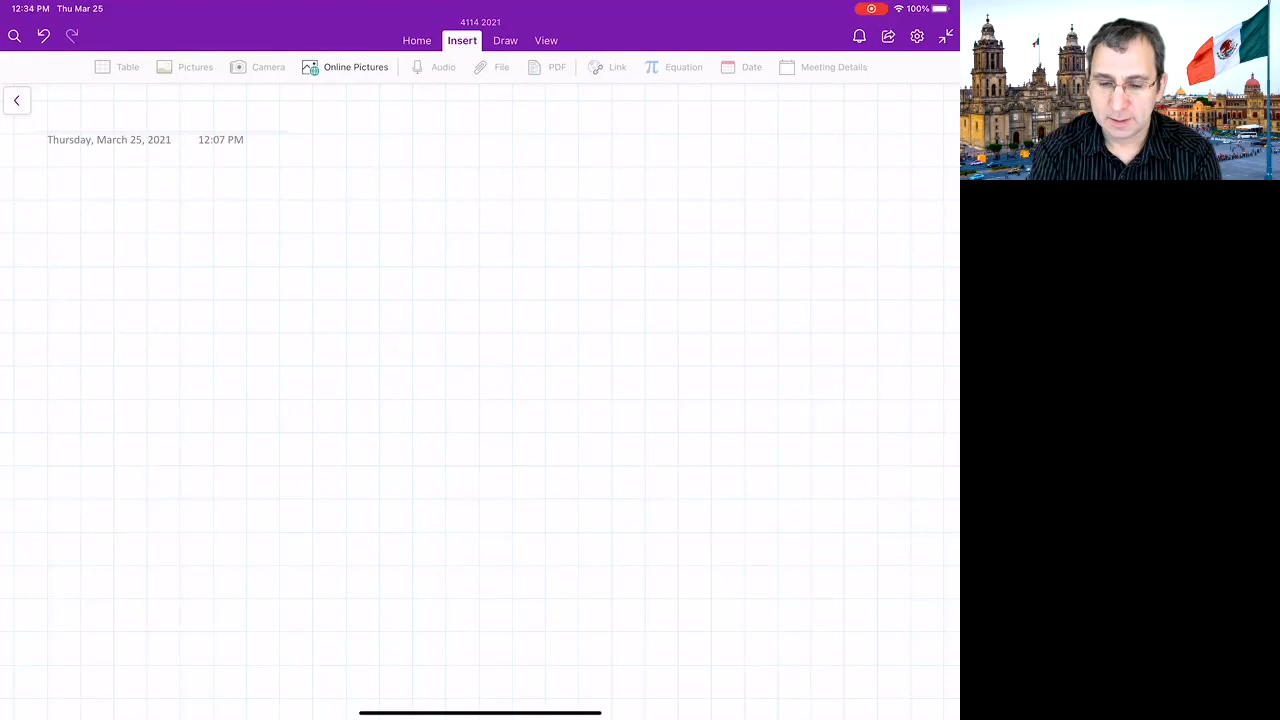 12:34 PM Thu Mar 25
100%
4114 2021
Home Insert Draw View
Table Pictures Camera Online Pictures Audio File PDF Link Equation Date Meeting Details
Thursday, March 25, 2021 12:07 PM